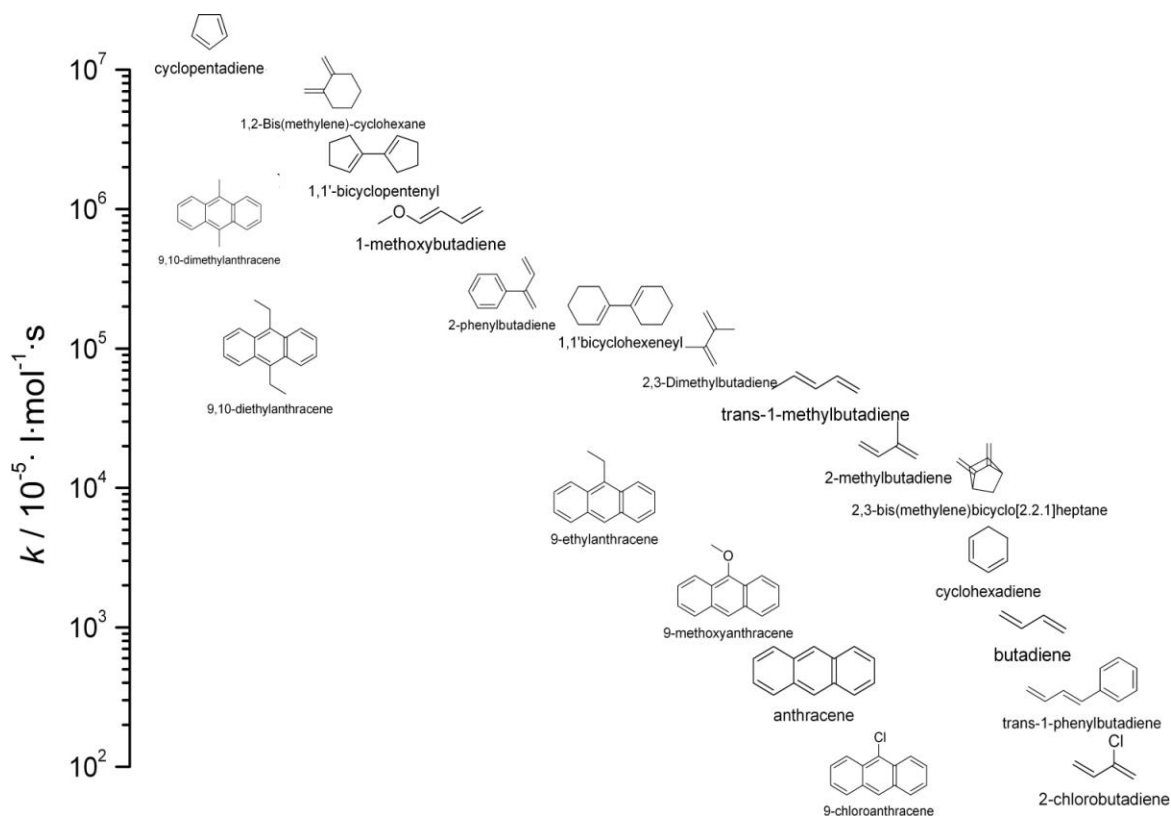 cyclopentadiene
10⁷
1,2-Bis(methylene)-cyclohexane
1,1'-bicyclopentenyl
10⁶
O
1-methoxybutadiene
9,10-dimethylanthracene
2-phenylbutadiene
1,1'bicyclohexeneyl
10⁵
2,3-Dimethylbutadiene
9,10-diethylanthracene
trans-1-methylbutadiene
2-methylbutadiene
10⁴
2,3-bis(methylene)bicyclo[2.2.1]heptane
9-ethylanthracene
O
cyclohexadiene
10³
9-methoxyanthracene
butadiene
anthracene
trans-1-phenylbutadiene
Cl
Cl
10²
2-chlorobutadiene
9-chloroanthracene
k / 10⁻⁵· l·mol⁻¹·s